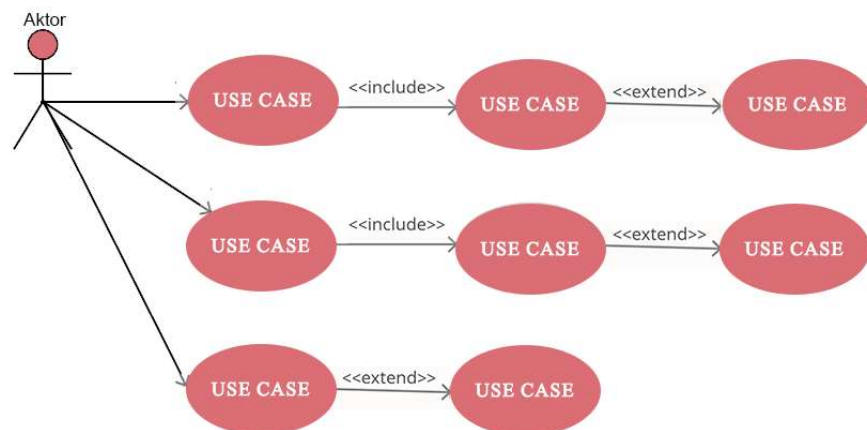 Aktor
USE CASE <<include>> USE CASE <<extend>> USE CASE
USE CASE <<include>> USE CASE <<extend>> USE CASE
USE CASE <<extend>> USE CASE